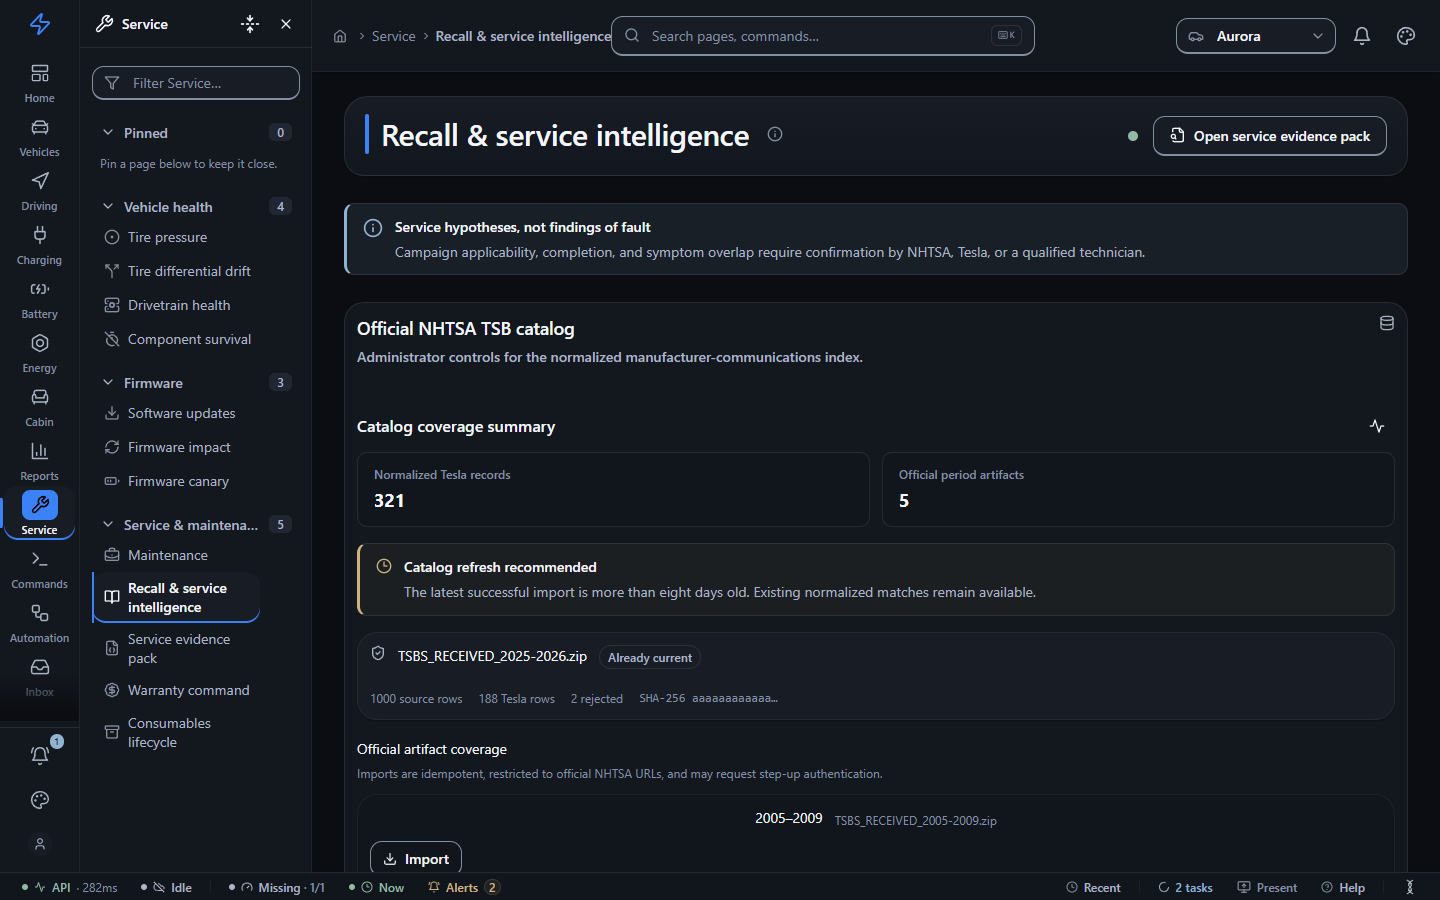 Home
Vehicles
Driving
Charging
Battery
Energy
Cabin
Reports
Service
Commands
Automation
Inbox
1
Service
Filter Service...
Pinned
0
Pin a page below to keep it close.
Vehicle health
4
Tire pressure
Tire differential drift
Drivetrain health
Component survival
Firmware
3
Software updates
Firmware impact
Firmware canary
Service & maintena...
5
Maintenance
Recall & service
intelligence
Service evidence
pack
Warranty command
Consumables
lifecycle
Service
Recall & service intelligence
Search pages, commands...
K
Aurora
Recall & service intelligence
Open service evidence pack
Service hypotheses, not findings of fault
Campaign applicability, completion, and symptom overlap require confirmation by NHTSA, Tesla, or a qualified technician.
Official NHTSA TSB catalog
Administrator controls for the normalized manufacturer-communications index.
Catalog coverage summary
Normalized Tesla records
321
Official period artifacts
5
Catalog refresh recommended
The latest successful import is more than eight days old. Existing normalized matches remain available.
TSBS_RECEIVED_2025-2026.zip
Already current
1000 source rows
188 Tesla rows
2 rejected
SHA-256 aaaaaaaaaaaa…
Official artifact coverage
Imports are idempotent, restricted to official NHTSA URLs, and may request step-up authentication.
2005–2009
TSBS_RECEIVED_2005-2009.zip
Import
API · 282ms
Idle
Missing · 1/1
Now
Alerts
2
Recent
2 tasks
Present
Help